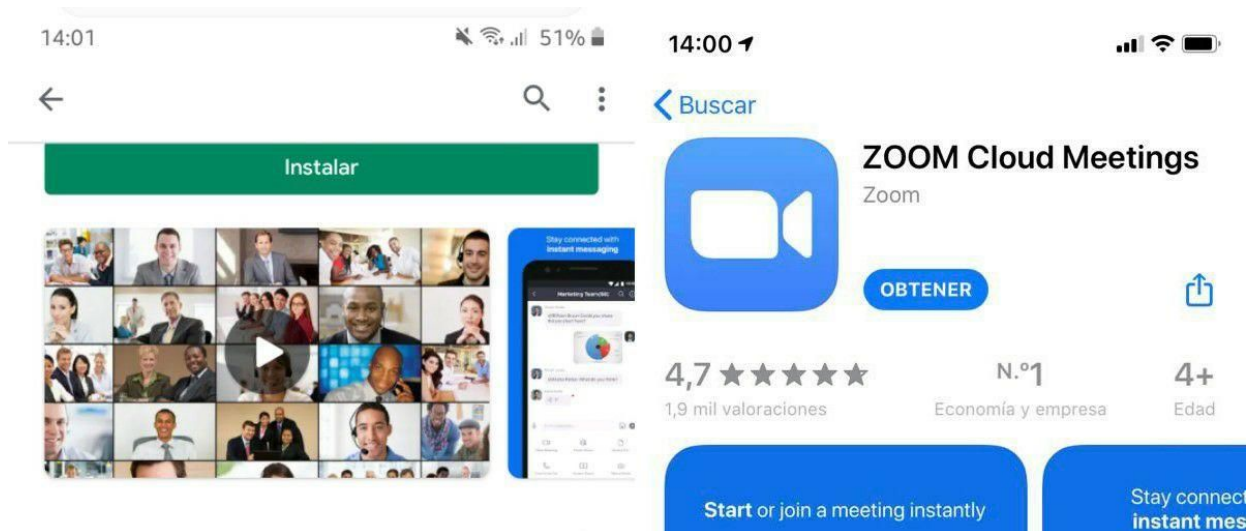 14:01
51%
Instalar
Stay connected with
instant messaging
14:00
Buscar
ZOOM Cloud Meetings
Zoom
OBTENER
4,7
N.º1
4+
1,9 mil valoraciones
Economía y empresa
Edad
Start or join a meeting instantly
Stay connect
instant mes